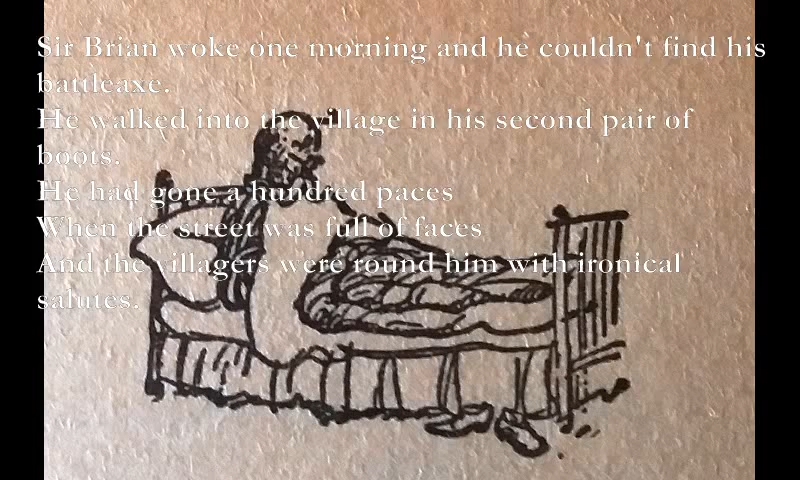 Sir Brian woke one morning and he couldn't find his
battleaxe.
He walked into the village in his second pair of
boots.
He had gone a hundred paces
When the street was full of faces
And the villagers were round him with ironical
salutes.